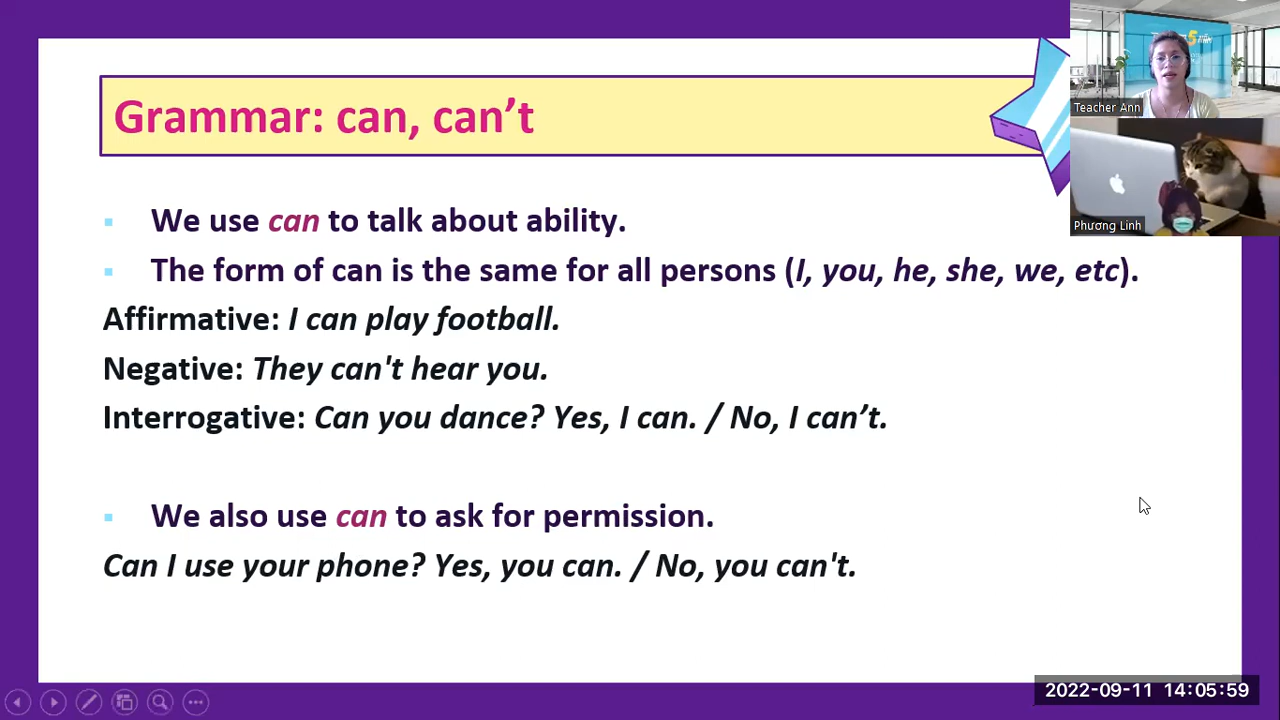 Grammar: can, can’t
We use can to talk about ability.
The form of can is the same for all persons (I, you, he, she, we, etc).
Affirmative: I can play football.
Negative: They can't hear you.
Interrogative: Can you dance? Yes, I can. / No, I can’t.
We also use can to ask for permission.
Can I use your phone? Yes, you can. / No, you can't.
Teacher Ann
Phương Linh
2022-09-11 14:05:59